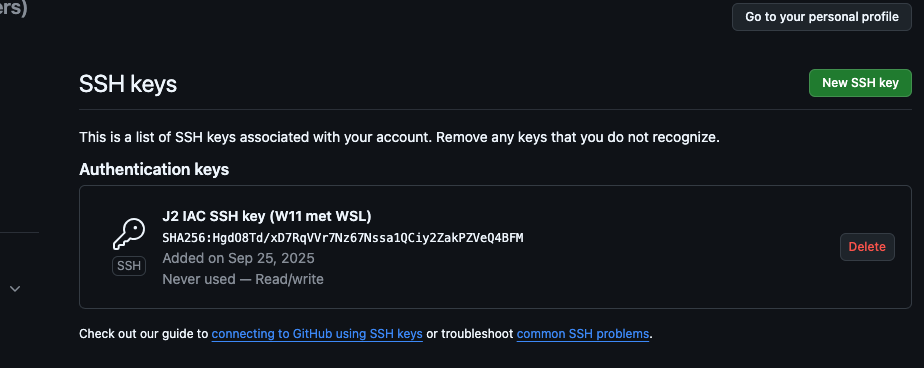 ers)
Go to your personal profile
SSH keys
New SSH key
This is a list of SSH keys associated with your account. Remove any keys that you do not recognize.
Authentication keys
J2 IAC SSH key (W11 met WSL)
SHA256:HgdO8Td/xD7RqVVr7Nz67Nssa1QCiy2ZakPZVeQ4BFM
SSH
Added on Sep 25, 2025
Never used — Read/write
Delete
Check out our guide to connecting to GitHub using SSH keys or troubleshoot common SSH problems.